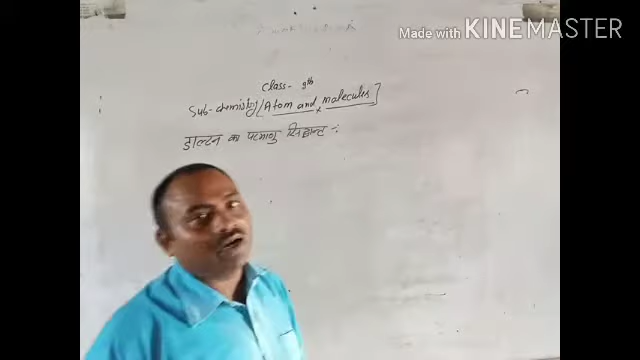 Made with KINEMASTER
Class - 9th
Sub- chemistry [Atom and molecules]
डाल्टन का परमाणु सिद्धान्त :-